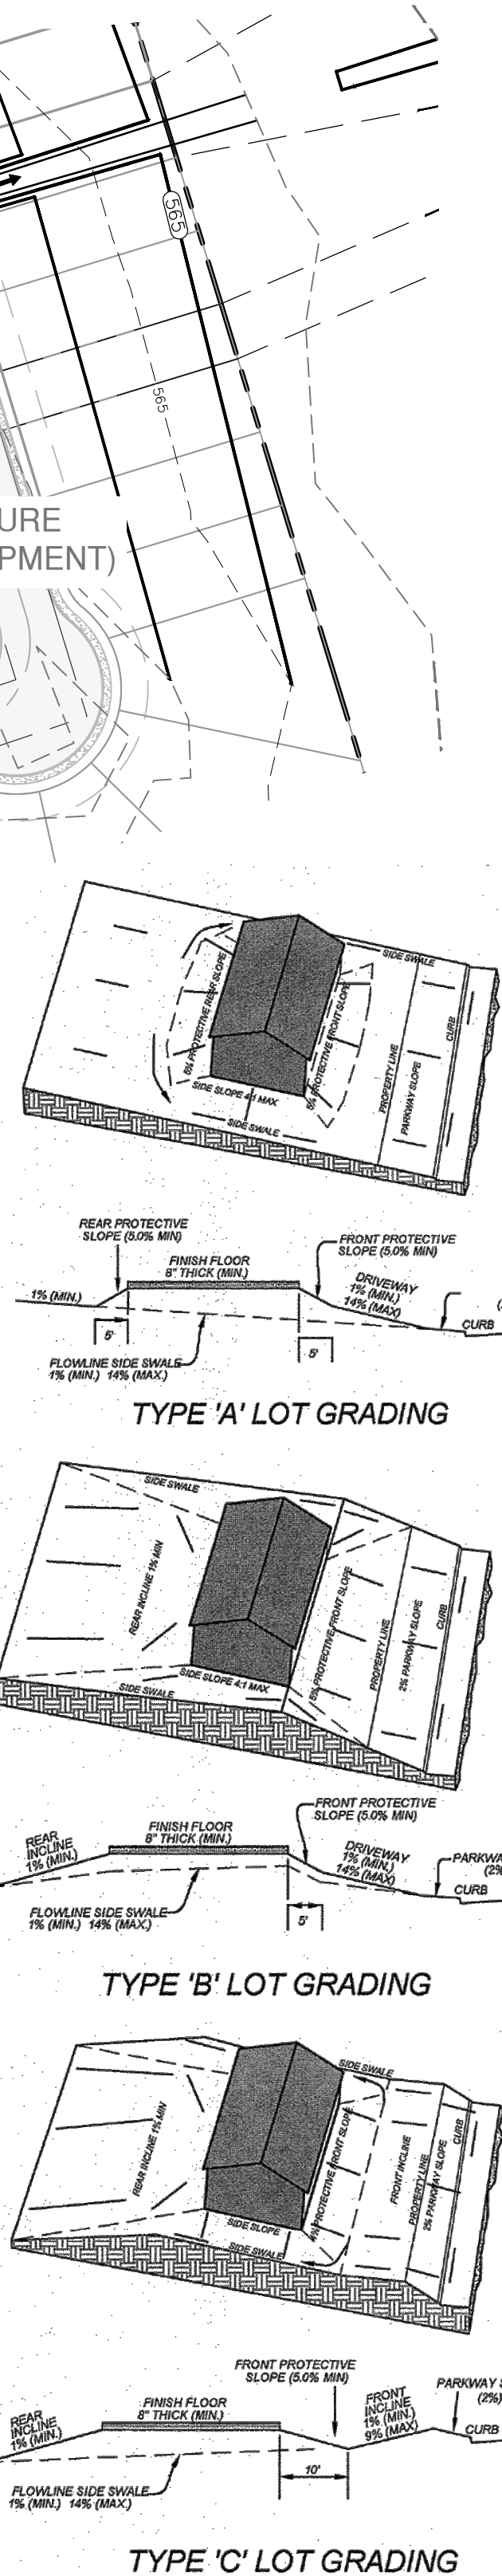 565
565
URE
PMENT)
SIDE SWALE
5% PROTECTIVE REAR SLOPE
5% PROTECTIVE FRONT SLOPE
CURB
PROPERTY LINE
PARKWAY SLOPE
SIDE SLOPE 4:1 MAX
SIDE SWALE
REAR PROTECTIVE
SLOPE (5.0% MIN)
FRONT PROTECTIVE
SLOPE (5.0% MIN)
FINISH FLOOR
8" THICK (MIN.)
1% (MIN.)
DRIVEWAY
1% (MIN.)
14% (MAX)
CURB
5'
5'
FLOWLINE SIDE SWALE
1% (MIN.) 14% (MAX.)
TYPE 'A' LOT GRADING
SIDE SWALE
REAR INCLINE 1% MIN
5% PROTECTIVE FRONT SLOPE
PROPERTY LINE
2% PARKWAY SLOPE
CURB
SIDE SLOPE 4:1 MAX
SIDE SWALE
FRONT PROTECTIVE
SLOPE (5.0% MIN)
FINISH FLOOR
8" THICK (MIN.)
REAR
INCLINE
1% (MIN.)
DRIVEWAY
1% (MIN.)
14% (MAX)
PARKWA
(2%
CURB
FLOWLINE SIDE SWALE
1% (MIN.) 14% (MAX.)
5'
TYPE 'B' LOT GRADING
SIDE SWALE
REAR INCLINE 1% MIN
PROTECTIVE FRONT SLOPE
FRONT INCLINE
PROPERTY LINE
2% PARKWAY SLOPE
CURB
SIDE SLOPE
SIDE SWALE
FRONT PROTECTIVE
SLOPE (5.0% MIN)
FINISH FLOOR
8" THICK (MIN.)
REAR
INCLINE
1% (MIN.)
FRONT
INCLINE
1% (MIN.)
9% (MAX)
PARKWAY S
(2%)
CURB
10'
FLOWLINE SIDE SWALE
1% (MIN.) 14% (MAX.)
TYPE 'C' LOT GRADING